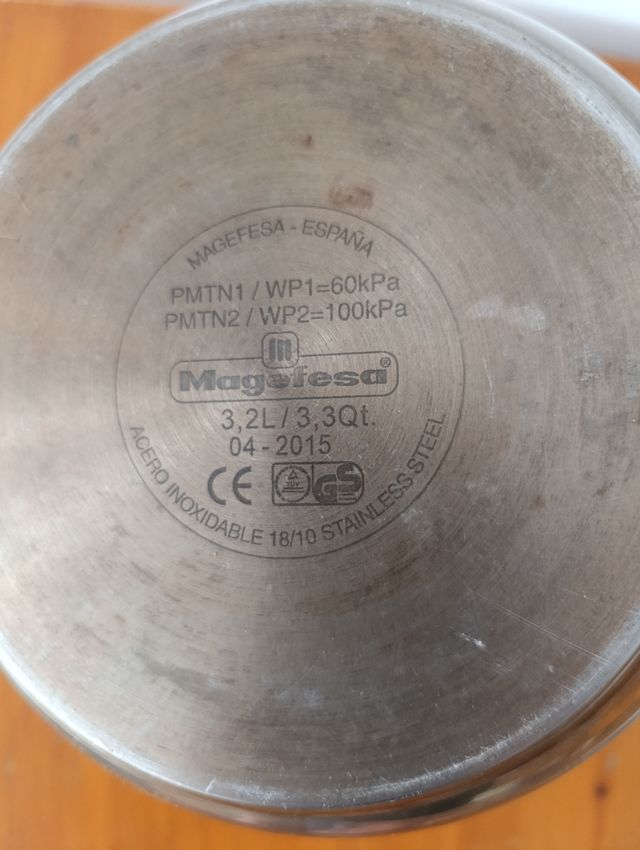 MAGEFESA - ESPAÑA
PMTN1 / WP1=60kPa
PMTN2 / WP2=100kPa
Magefesa®
3,2L / 3,3Qt.
04 - 2015
CE TÜV GS
ACERO INOXIDABLE 18/10 STAINLESS STEEL